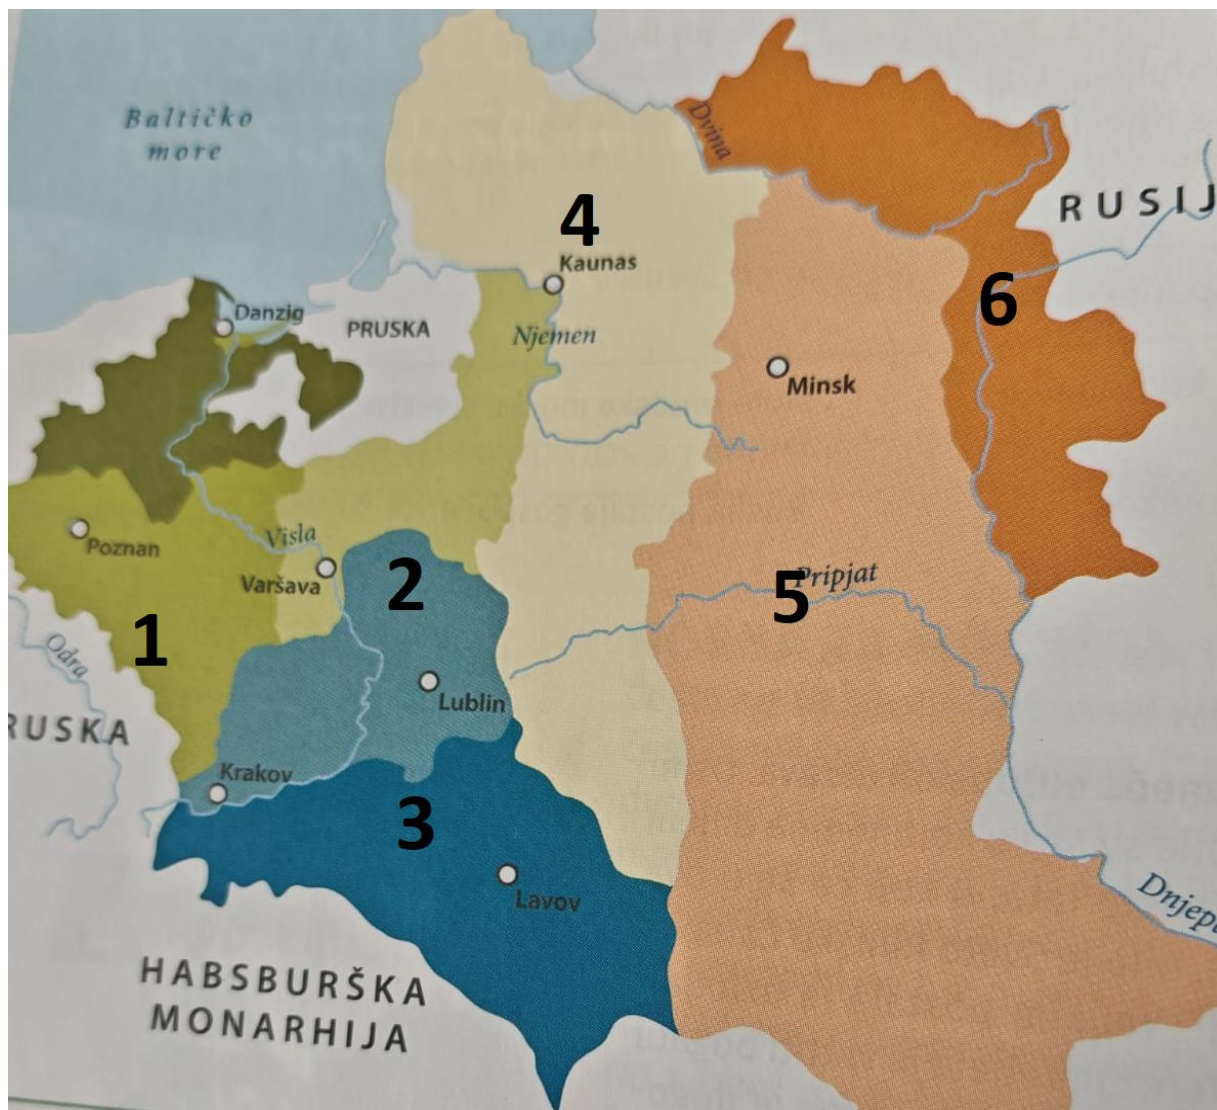 Baltičko
more
Dvina
RUSIJ
4
Kaunas
6
Danzig
PRUSKA
Njemen
Minsk
Poznan
Visla
Varšava
2
Pripjat
5
1
Odra
Lublin
RUSKA
Krakov
3
Lavov
Dnjepr
HABSBURŠKA
MONARHIJA